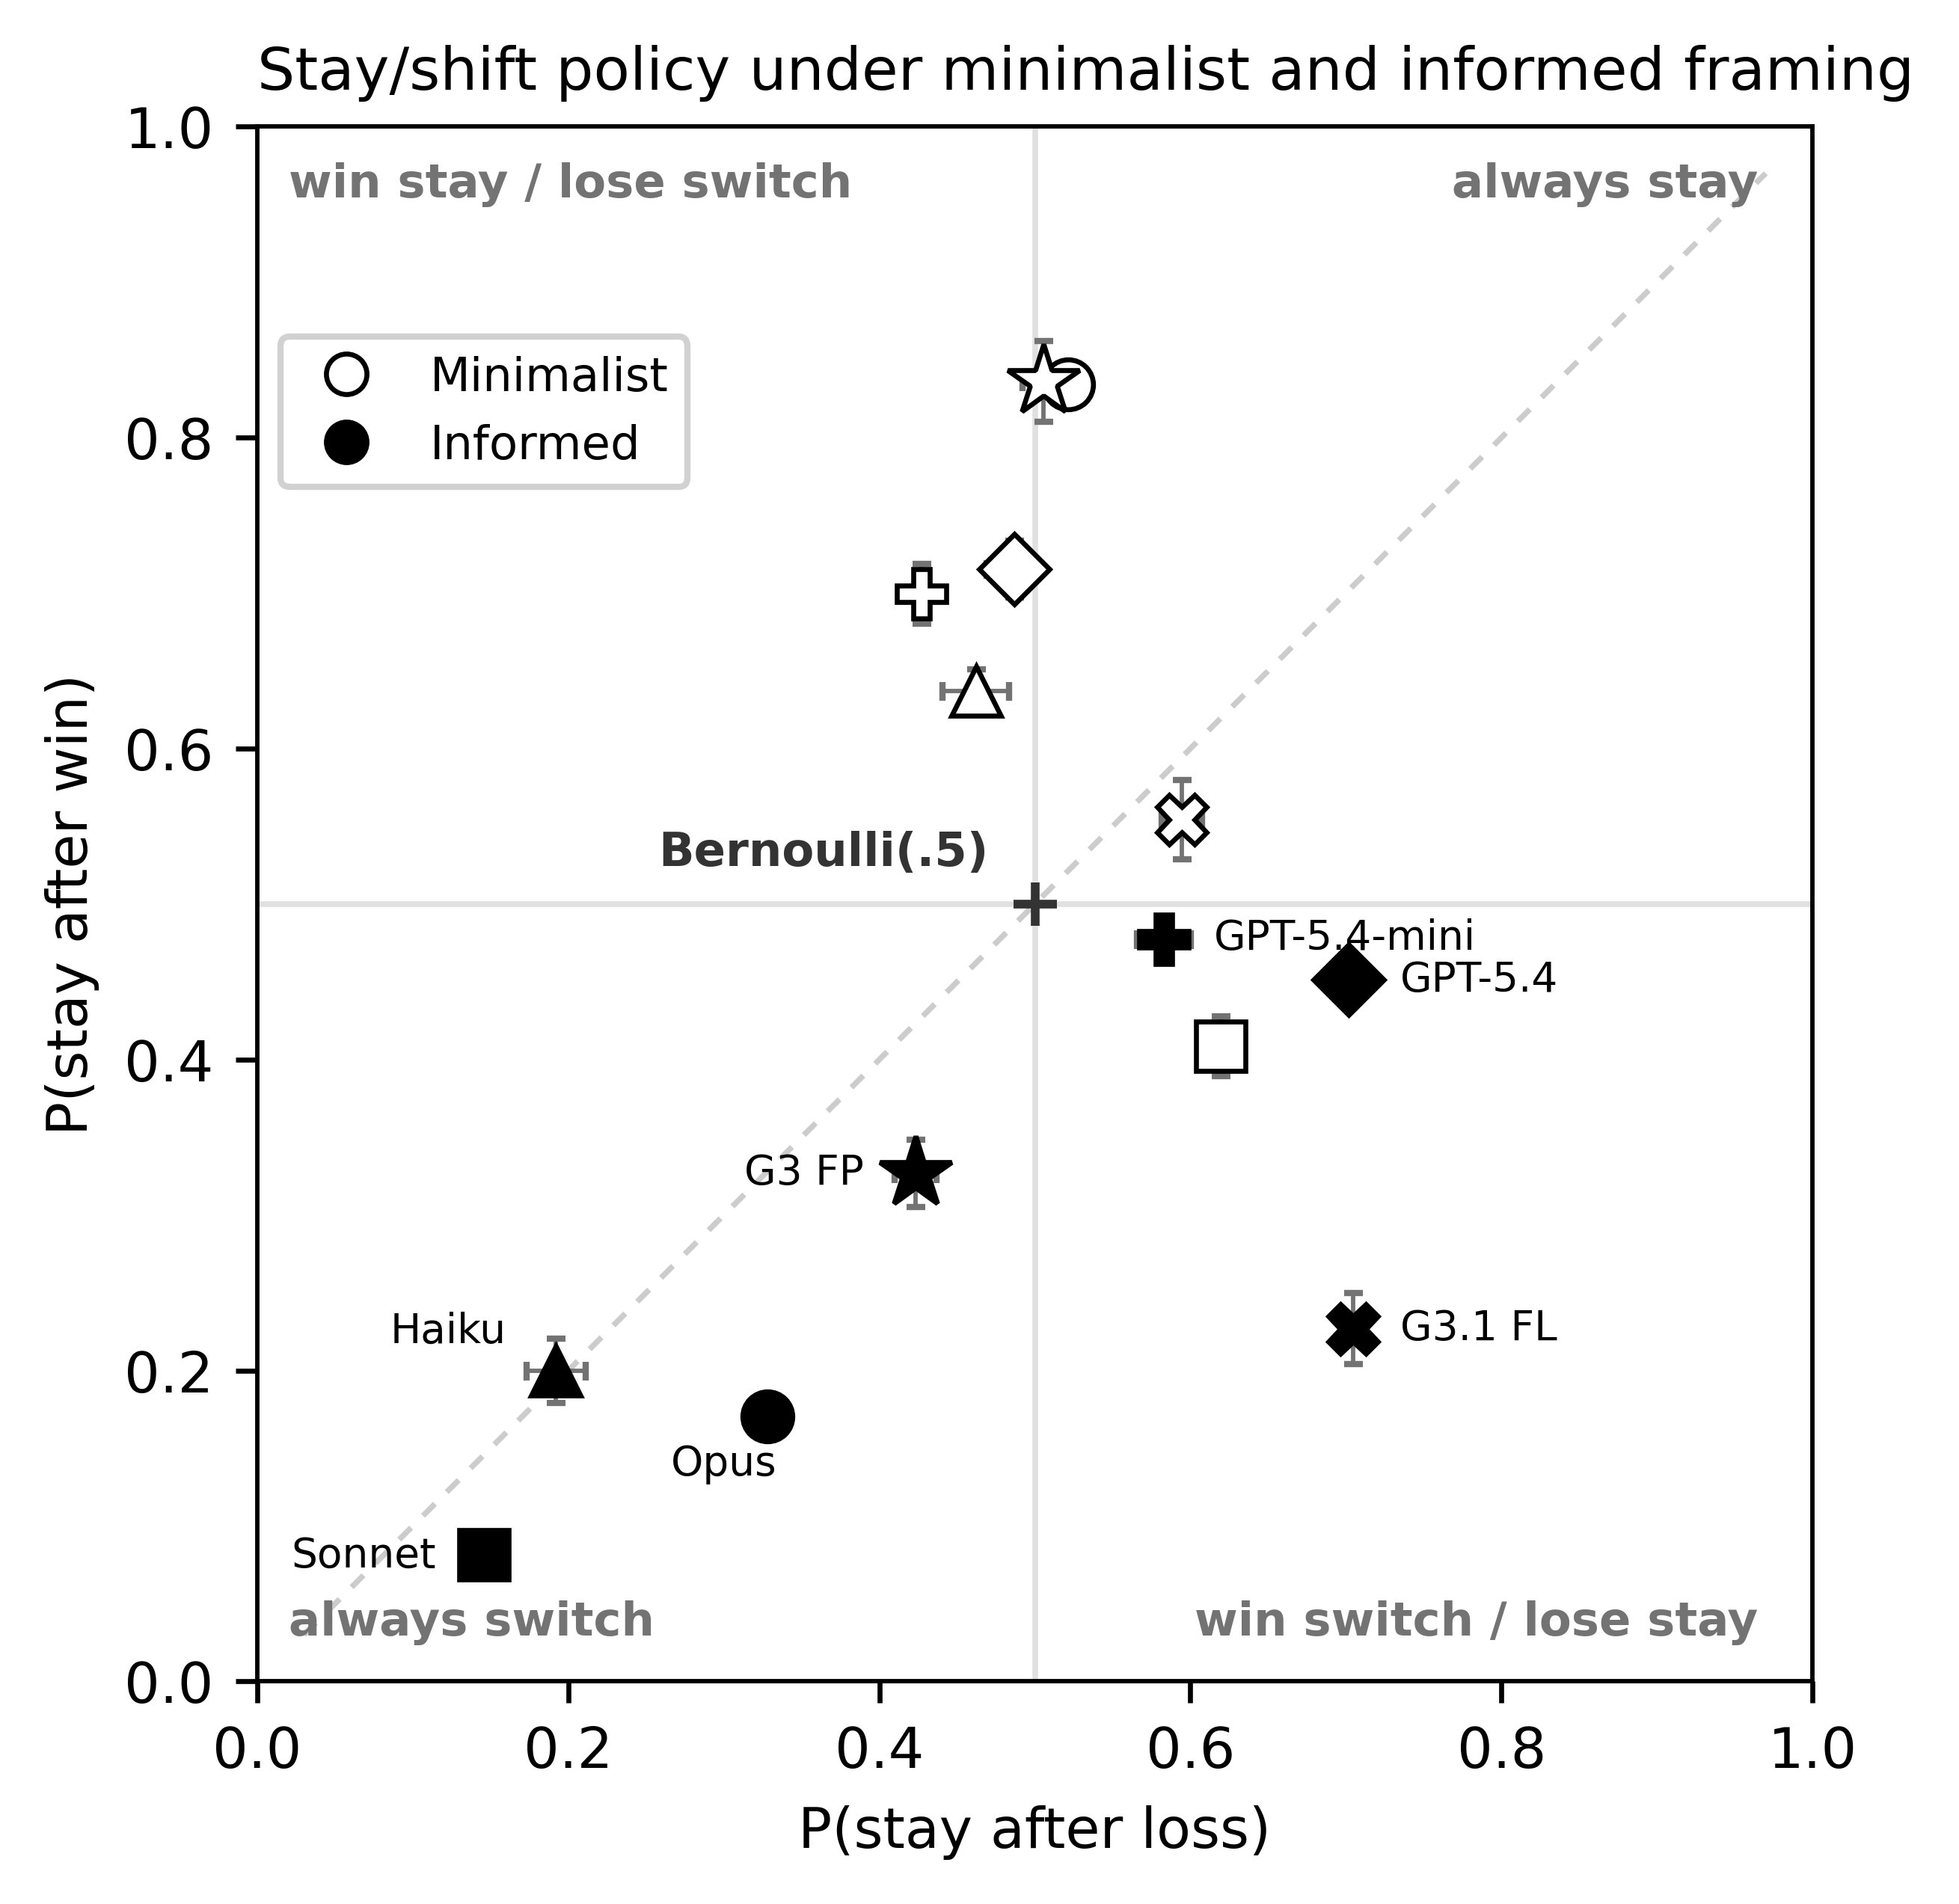 Stay/shift policy under minimalist and informed framing
1.0
win stay / lose switch
always stay
Minimalist
Informed
0.8
0.6
Bernoulli(.5)
GPT-5.4-mini
GPT-5.4
0.4
G3 FP
Haiku
G3.1 FL
0.2
Opus
Sonnet
always switch
win switch / lose stay
0.0
0.0
0.2
0.4
0.6
0.8
1.0
P(stay after loss)
P(stay after win)